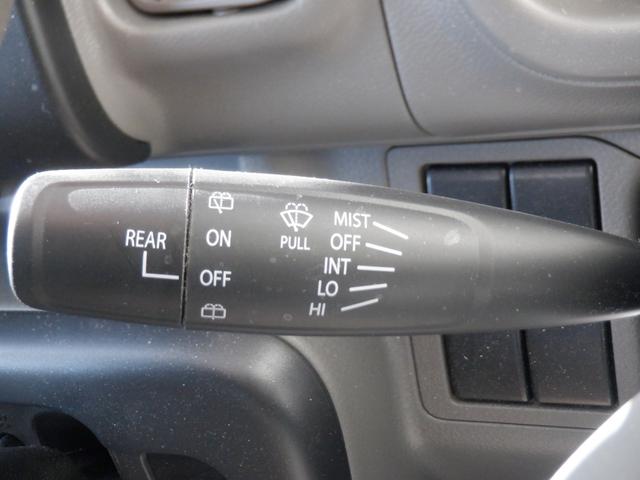 REAR
ON
OFF
PULL
MIST
OFF
INT
LO
HI